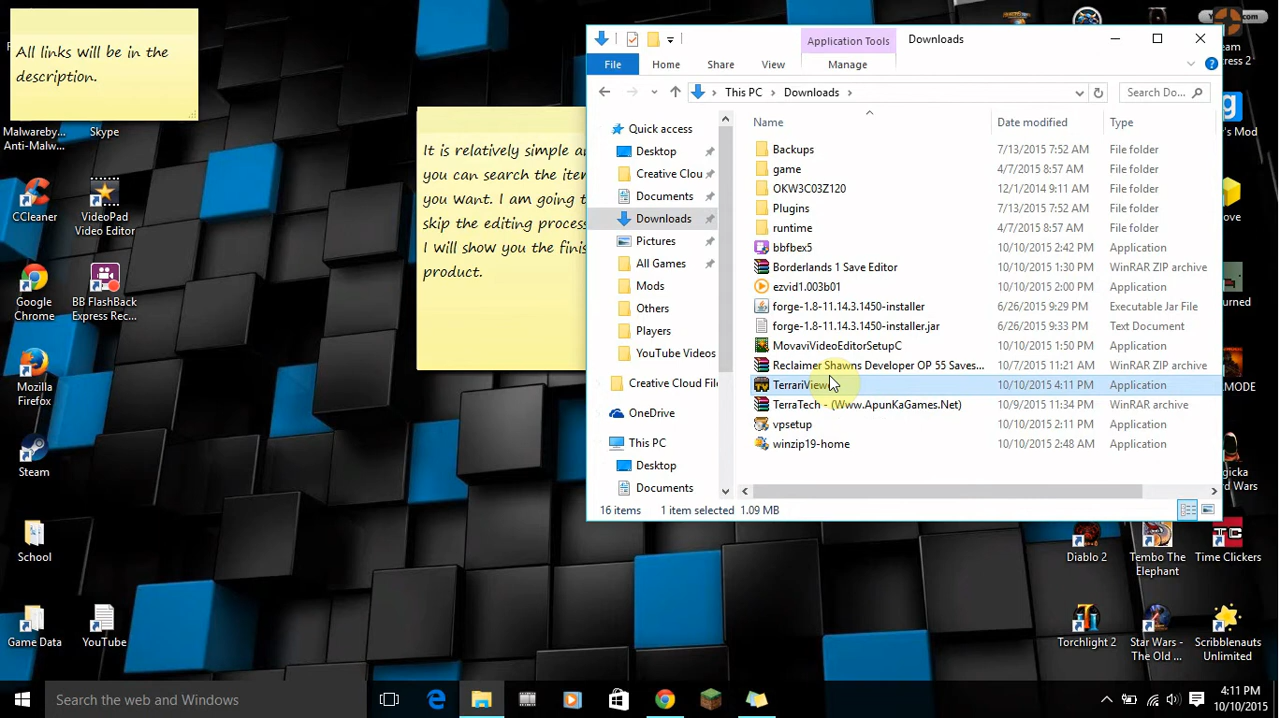 All links will be in the
description.
Malwareby...
Anti-Malw...
Skype
CCleaner
VideoPad
Video Editor
Google
Chrome
BB FlashBack
Express Rec...
Mozilla
Firefox
Steam
School
Game Data
YouTube
It is relatively simple
you can search the
you want. I am going
skip the editing
I will show you the
product.
Application Tools
Downloads
File
Home
Share
View
Manage
This PC
Downloads
Search Do...
Name
Date modified
Type
Quick access
Desktop
Creative Clou
Documents
Downloads
Pictures
All Games
Mods
Others
Players
YouTube Videos
Creative Cloud File
OneDrive
This PC
Desktop
Documents
Backups 7/13/2015 7:52 AM File folder
game 4/7/2015 8:57 AM File folder
OKW3C03Z120 12/1/2014 9:11 AM File folder
Plugins 7/13/2015 7:52 AM File folder
runtime 4/7/2015 8:57 AM File folder
bbfbex5 10/10/2015 2:42 PM Application
Borderlands 1 Save Editor 10/10/2015 1:30 PM WinRAR ZIP archive
ezvid1.003b01 10/10/2015 2:00 PM Application
forge-1.8-11.14.3.1450-installer 6/26/2015 9:29 PM Executable Jar File
forge-1.8-11.14.3.1450-installer.jar 6/26/2015 9:33 PM Text Document
MovaviVideoEditorSetupC 10/10/2015 1:50 PM Application
Reclaimer Shawns Developer OP 55 Saves... 10/7/2015 11:21 AM WinRAR ZIP archive
TerrariView 10/10/2015 4:11 PM Application
TerraTech - (Www.ApunKaGames.Net) 10/9/2015 11:34 PM WinRAR archive
vpsetup 10/10/2015 2:11 PM Application
winzip19-home 10/10/2015 2:48 AM Application
16 items 1 item selected 1.09 MB
Diablo 2
Tembo The
Elephant
Time Clickers
Torchlight 2
Star Wars -
The Old ...
Scribblenauts
Unlimited
Search the web and Windows
4:11 PM
10/10/2015